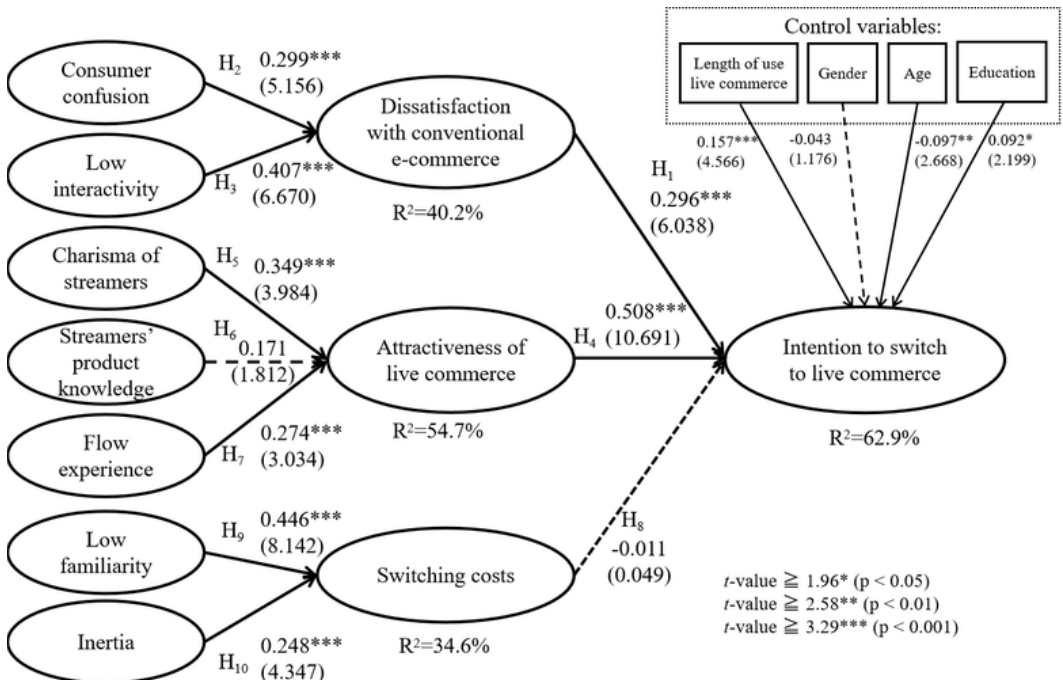 Control variables:
Length of use
live commerce
Gender
Age
Education
0.157***
(4.566)
-0.043
(1.176)
-0.097**
(2.668)
0.092*
(2.199)
Consumer
confusion
H2
0.299***
(5.156)
Low
interactivity
H3
0.407***
(6.670)
Dissatisfaction
with conventional
e-commerce
R²=40.2%
H1
0.296***
(6.038)
Charisma of
streamers
H5
0.349***
(3.984)
Streamers'
product
knowledge
H6
0.171
(1.812)
Flow
experience
H7
0.274***
(3.034)
Attractiveness of
live commerce
R²=54.7%
H4
0.508***
(10.691)
Intention to switch
to live commerce
R²=62.9%
Low
familiarity
H9
0.446***
(8.142)
Inertia
H10
0.248***
(4.347)
Switching costs
R²=34.6%
H8
-0.011
(0.049)
t-value ≧ 1.96* (p < 0.05)
t-value ≧ 2.58** (p < 0.01)
t-value ≧ 3.29*** (p < 0.001)